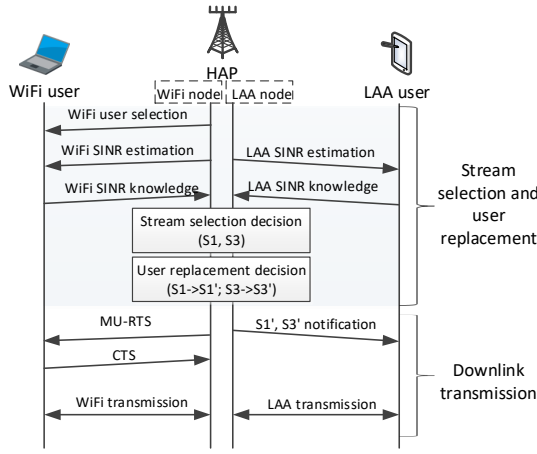 HAP
WiFi user
LAA user
WiFi node
LAA node
WiFi user selection
WiFi SINR estimation
LAA SINR estimation
WiFi SINR knowledge
LAA SINR knowledge
Stream selection decision
(S1, S3)
User replacement decision
(S1->S1'; S3->S3')
Stream
selection and
user
replacement
MU-RTS
S1', S3' notification
CTS
WiFi transmission
LAA transmission
Downlink
transmission